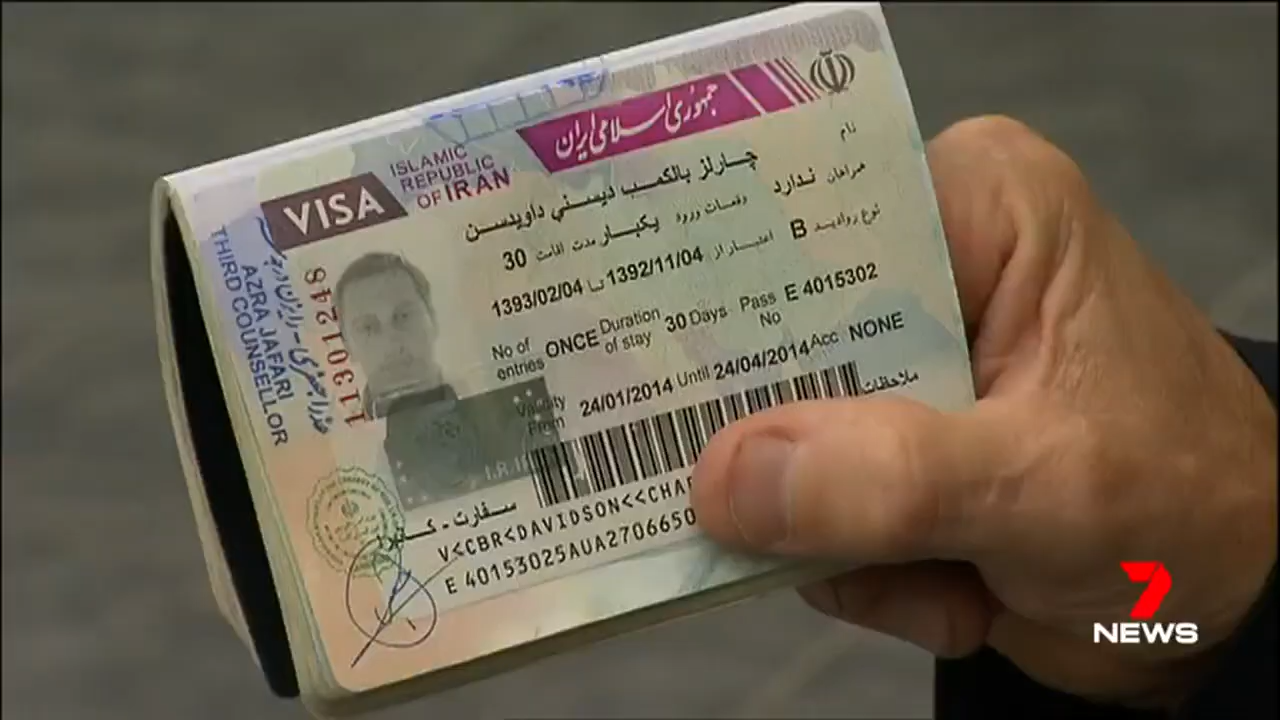 جمهوری اسلامی ایران
ISLAMIC
REPUBLIC
OF IRAN
VISA
نام
چارلز بالکمب دیسنی داویدسن
همراهان ندارد
دفعات ورود یکبار مدت اقامت 30
نوع روادید B
اعتبار از 1392/11/04 تا 1393/02/04
No of entries ONCE Duration of stay 30 Days Pass No E 4015302
Validity From 24/01/2014 Until 24/04/2014 Acc NONE
ملاحظات
I.R.I
سفارت -
V<CBR<DAVIDSON<<CHA
E 40153025AUA2706650
THIRD COUNSELLOR
AZRA JAFARI
11301248
7 NEWS